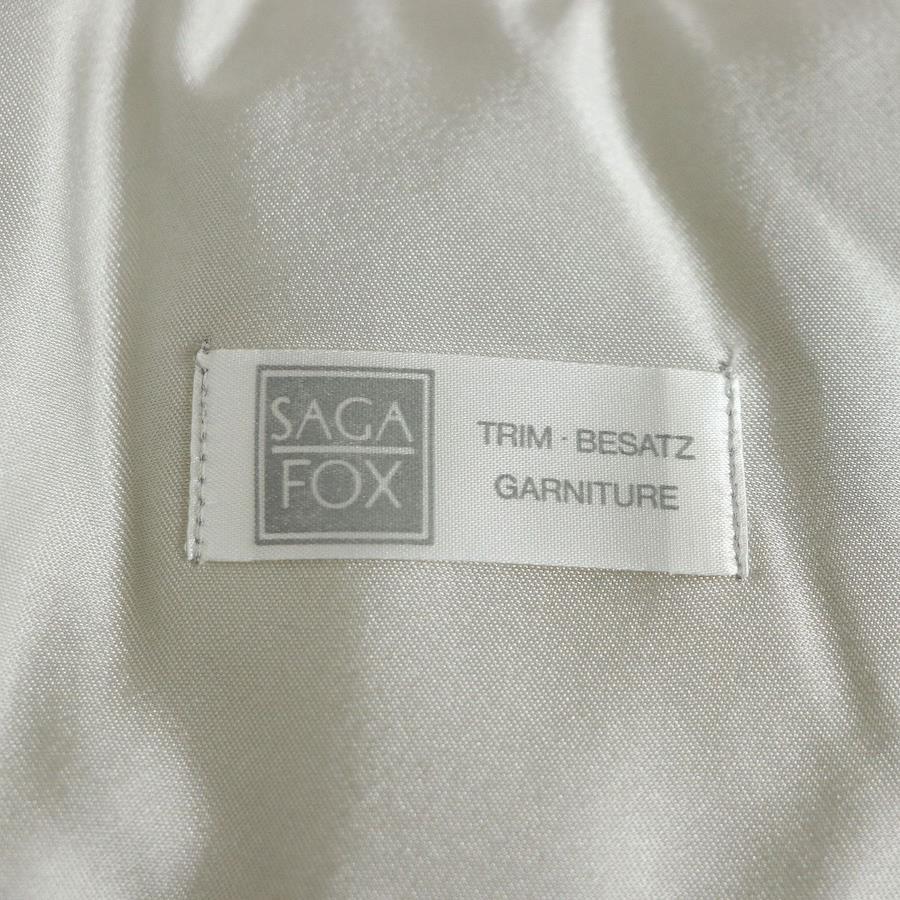 SAGA
FOX
TRIM · BESATZ
GARNITURE